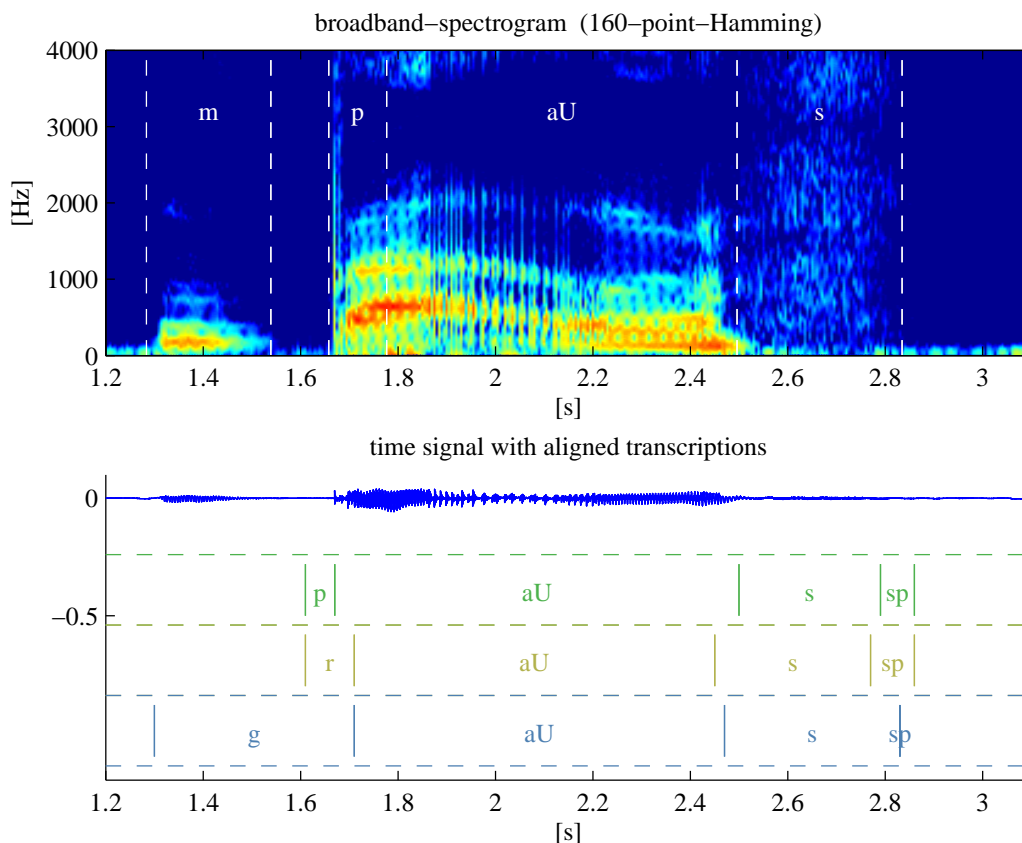 broadband−spectrogram (160−point−Hamming)
4000
3000
2000
1000
0
[Hz]
m p aU s
1.2 1.4 1.6 1.8 2 2.2 2.4 2.6 2.8 3
[s]
time signal with aligned transcriptions
0
−0.5
p aU s sp
r aU s sp
g aU s sp
1.2 1.4 1.6 1.8 2 2.2 2.4 2.6 2.8 3
[s]